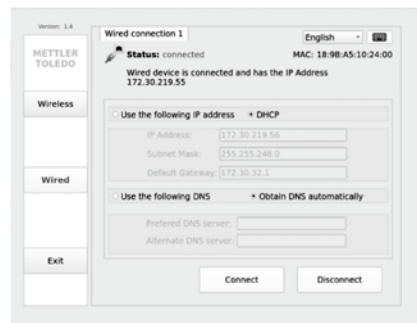 Version: 1.4
METTLER
TOLEDO
Wireless
Wired
Exit
Wired connection 1
English
Status: connected
MAC: 18:9B:A5:10:24:00
Wired device is connected and has the IP Address
172.30.219.55
Use the following IP address
DHCP
IP Address: 172.30.219.56
Subnet Mask: 255.255.248.0
Default Gateway: 172.30.32.1
Use the following DNS
Obtain DNS automatically
Prefered DNS server:
Alternate DNS server:
Connect
Disconnect